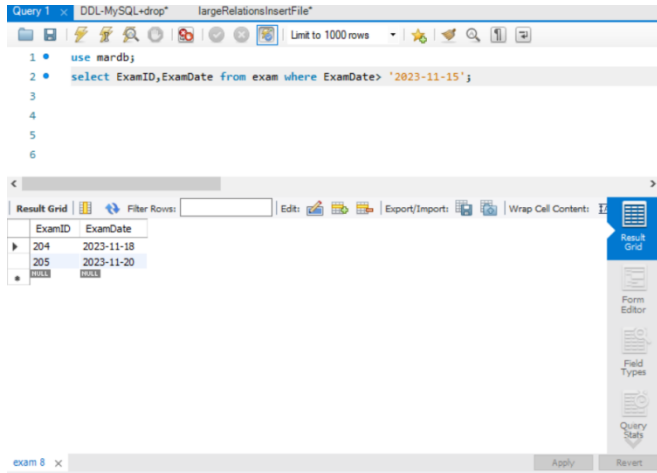 Query 1 × DDL-MySQL+drop* largeRelationsInsertFile*
Limit to 1000 rows
1 use mardb;
2 select ExamID,ExamDate from exam where ExamDate> '2023-11-15';
3
4
5
6
Result Grid Filter Rows: Edit: Export/Import: Wrap Cell Content:
ExamID ExamDate
204 2023-11-18
205 2023-11-20
NULL NULL
Result
Grid
Form
Editor
Field
Types
Query
Stats
exam 8 × Apply Revert